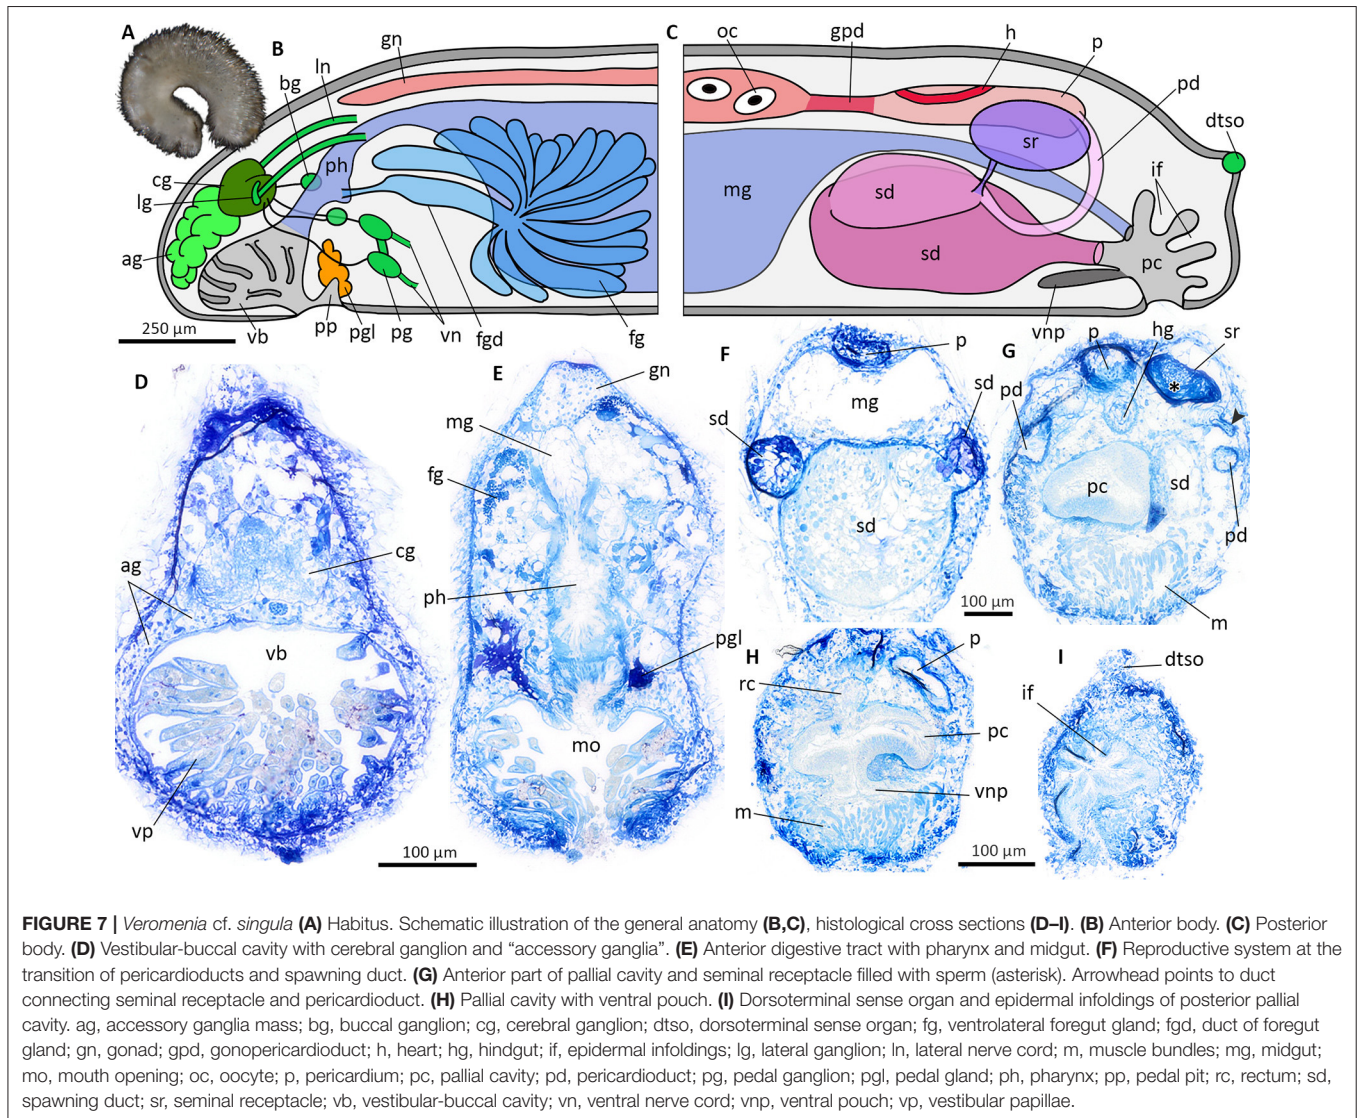 A
B
gn
ln
bg
cg
lg
ph
ag
250 µm
vb
pp
pgl
pg
vn
fgd
fg
C
oc
gpd
h
p
pd
dtso
sr
if
mg
sd
sd
pc
vnp
D
ag
cg
vb
vp
100 µm
E
gn
mg
fg
ph
pgl
mo
F
p
mg
sd
sd
sd
100 µm
G
p
hg
sr
*
pd
pc
sd
pd
m
H
p
rc
pc
vnp
m
100 µm
I
dtso
if
FIGURE 7 | Veromenia cf. singula (A) Habitus. Schematic illustration of the general anatomy (B,C), histological cross sections (D–I). (B) Anterior body. (C) Posterior
body. (D) Vestibular-buccal cavity with cerebral ganglion and “accessory ganglia”. (E) Anterior digestive tract with pharynx and midgut. (F) Reproductive system at the
transition of pericardioducts and spawning duct. (G) Anterior part of pallial cavity and seminal receptacle filled with sperm (asterisk). Arrowhead points to duct
connecting seminal receptacle and pericardioduct. (H) Pallial cavity with ventral pouch. (I) Dorsoterminal sense organ and epidermal infoldings of posterior pallial
cavity. ag, accessory ganglia mass; bg, buccal ganglion; cg, cerebral ganglion; dtso, dorsoterminal sense organ; fg, ventrolateral foregut gland; fgd, duct of foregut
gland; gn, gonad; gpd, gonopericardioduct; h, heart; hg, hindgut; if, epidermal infoldings; lg, lateral ganglion; ln, lateral nerve cord; m, muscle bundles; mg, midgut;
mo, mouth opening; oc, oocyte; p, pericardium; pc, pallial cavity; pd, pericardioduct; pg, pedal ganglion; pgl, pedal gland; ph, pharynx; pp, pedal pit; rc, rectum; sd,
spawning duct; sr, seminal receptacle; vb, vestibular-buccal cavity; vn, ventral nerve cord; vnp, ventral pouch; vp, vestibular papillae.